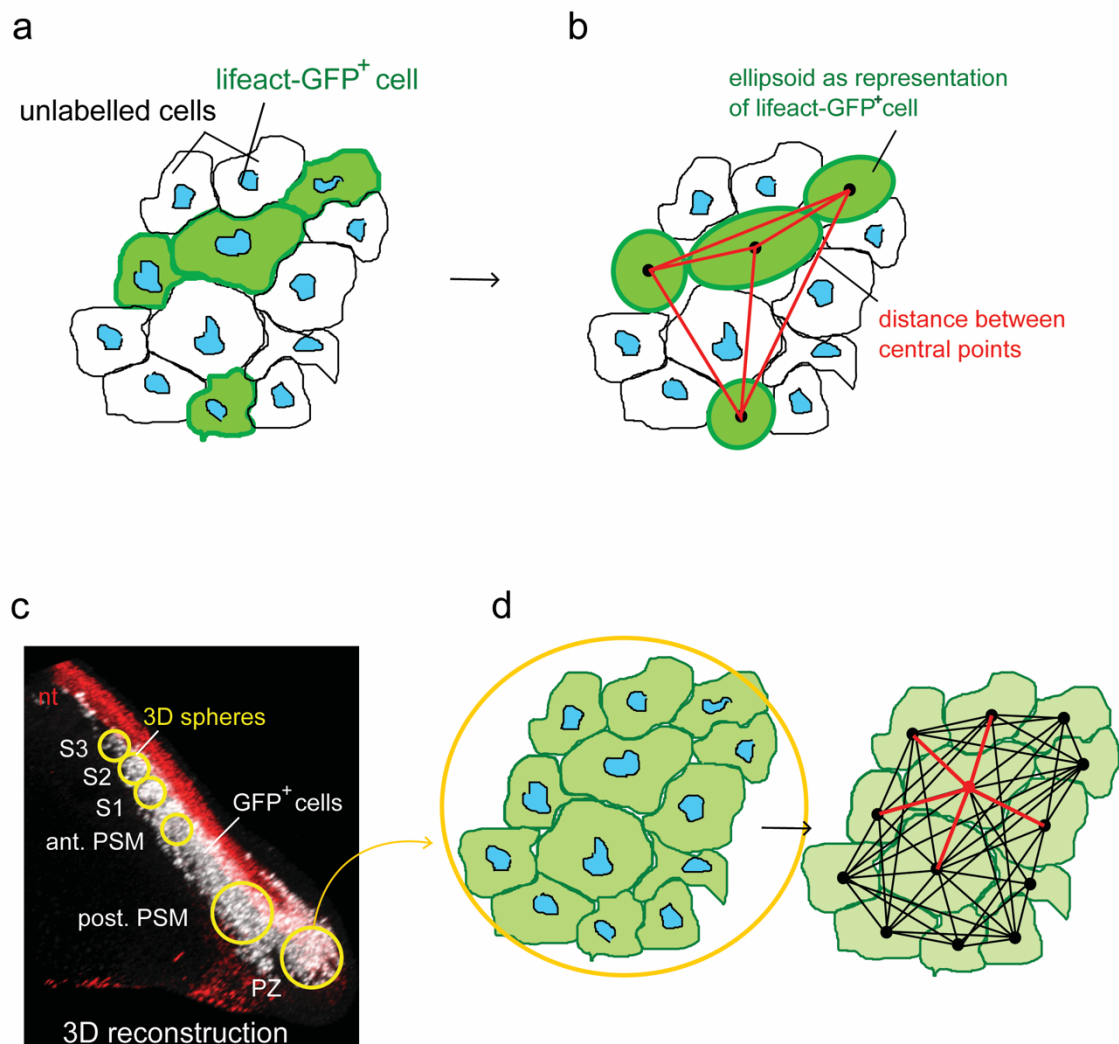 a
lifeact-GFP⁺ cell
unlabelled cells
b
ellipsoid as representation
of lifeact-GFP⁺cell
distance between
central points
c
nt
3D spheres
S3
S2
S1
GFP⁺ cells
ant. PSM
post. PSM
PZ
3D reconstruction
d